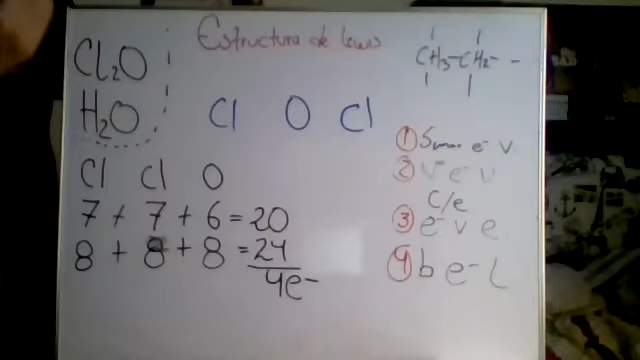 Estructura de lewis
Cl₂O
H₂O
Cl O Cl
Cl Cl O
7 + 7 + 6 = 20
8 + 8 + 8 = 24
4e-
CH₃-CH₂- -
① Suma e- v
② v e v
c/e
③ e- v e
④ b e- L